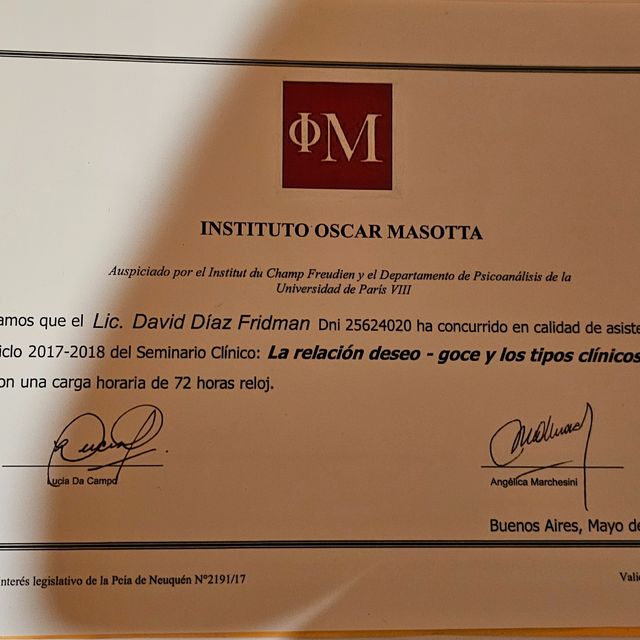 ΦM
INSTITUTO OSCAR MASOTTA
Auspiciado por el Institut du Champ Freudien y el Departamento de Psicoanálisis de la
Universidad de París VIII
amos que el Lic. David Díaz Fridman Dni 25624020 ha concurrido en calidad de asiste
iclo 2017-2018 del Seminario Clínico: La relación deseo - goce y los tipos clínicos
on una carga horaria de 72 horas reloj.
Lucia Da Campo
Angélica Marchesini
Buenos Aires, Mayo de
nterés legislativo de la Pcia de Neuquén N°2191/17
Valid